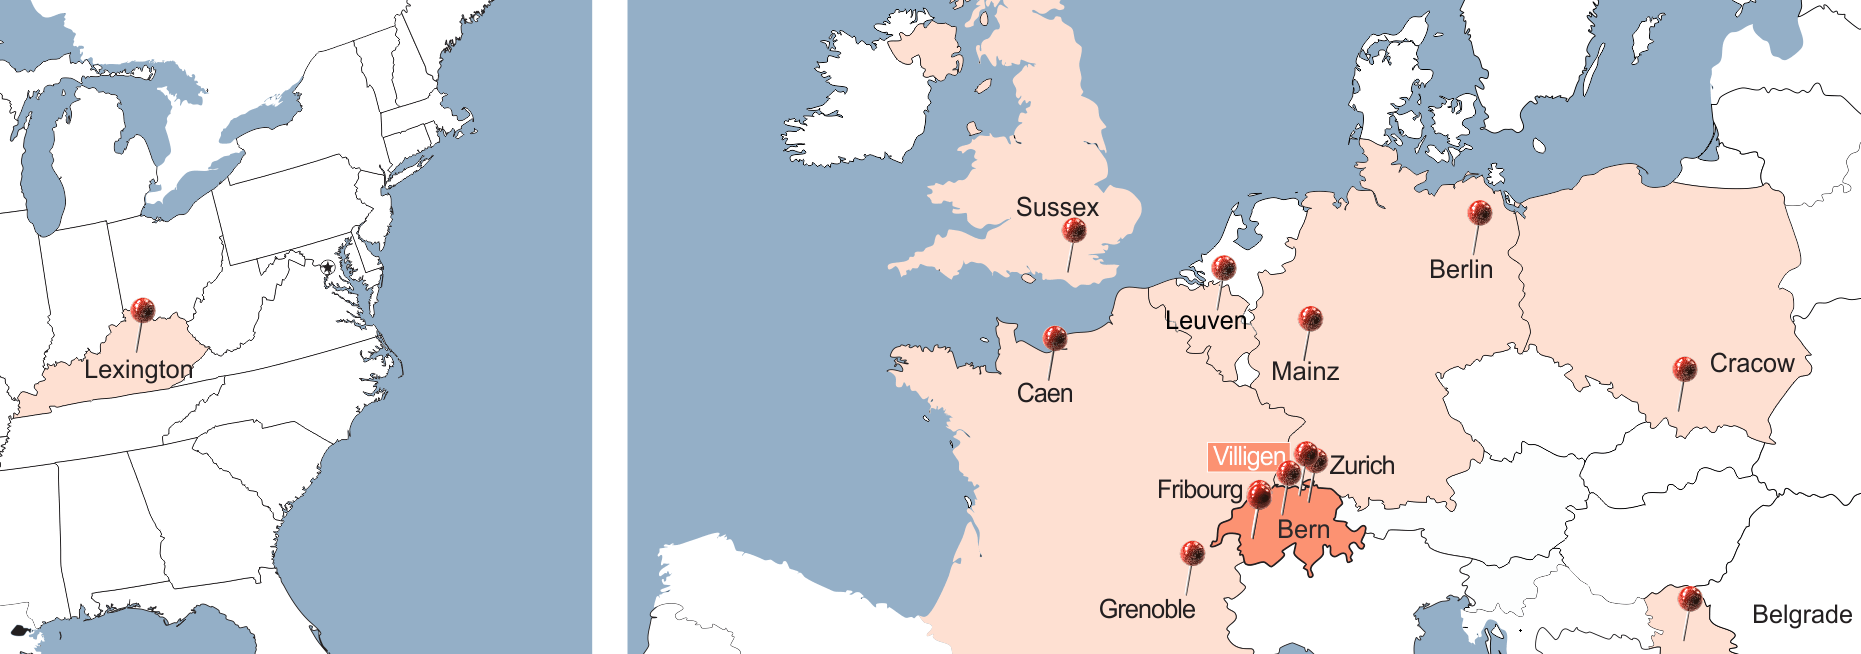 Lexington
Sussex
Berlin
Leuven
Mainz
Cracow
Caen
Villigen
Zurich
Fribourg
Bern
Grenoble
Belgrade